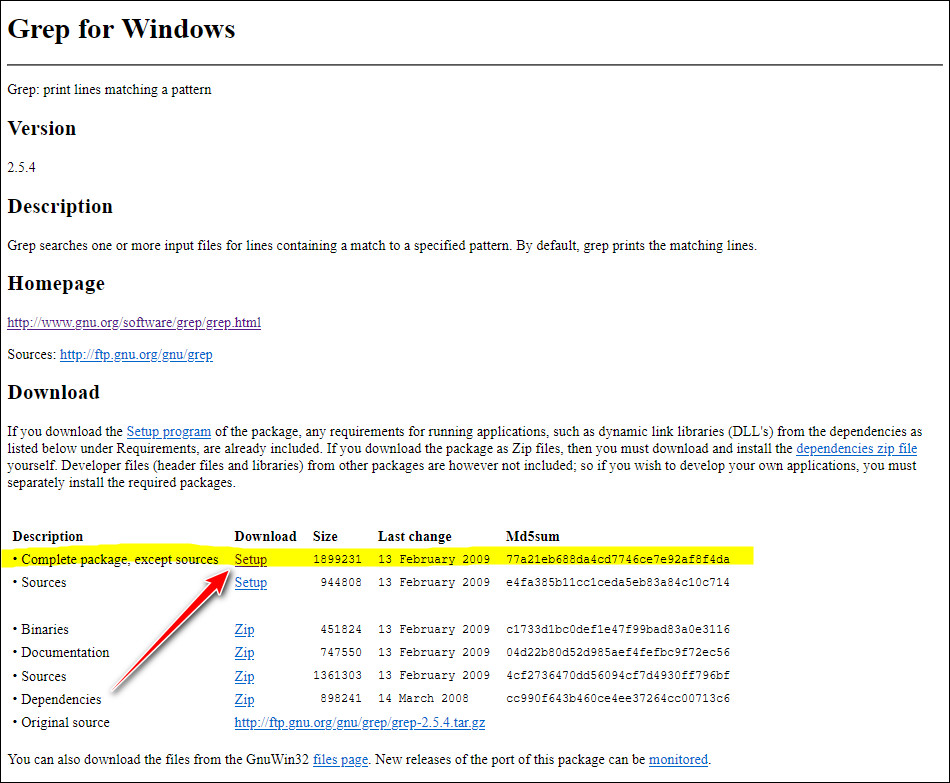 Grep for Windows
Grep: print lines matching a pattern
Version
2.5.4
Description
Grep searches one or more input files for lines containing a match to a specified pattern. By default, grep prints the matching lines.
Homepage
http://www.gnu.org/software/grep/grep.html
Sources: http://ftp.gnu.org/gnu/grep
Download
If you download the Setup program of the package, any requirements for running applications, such as dynamic link libraries (DLL's) from the dependencies as
listed below under Requirements, are already included. If you download the package as Zip files, then you must download and install the dependencies zip file
yourself. Developer files (header files and libraries) from other packages are however not included; so if you wish to develop your own applications, you must
separately install the required packages.
Description Download Size Last change Md5sum
• Complete package, except sources Setup 1899231 13 February 2009 77a21eb688da4cd7746ce7e92af8f4da
• Sources Setup 944808 13 February 2009 e4fa385b11cc1ceda5eb83a84c10c714
• Binaries Zip 451824 13 February 2009 c1733d1bc0def1e47f99bad83a0e3116
• Documentation Zip 747550 13 February 2009 04d22b80d52d985aef4fefbc9f72ec56
• Sources Zip 1361303 13 February 2009 4cf2736470dd56094cf7d4930ff796bf
• Dependencies Zip 898241 14 March 2008 cc990f643b460ce4ee37264cc00713c6
• Original source http://ftp.gnu.org/gnu/grep/grep-2.5.4.tar.gz
You can also download the files from the GnuWin32 files page. New releases of the port of this package can be monitored.